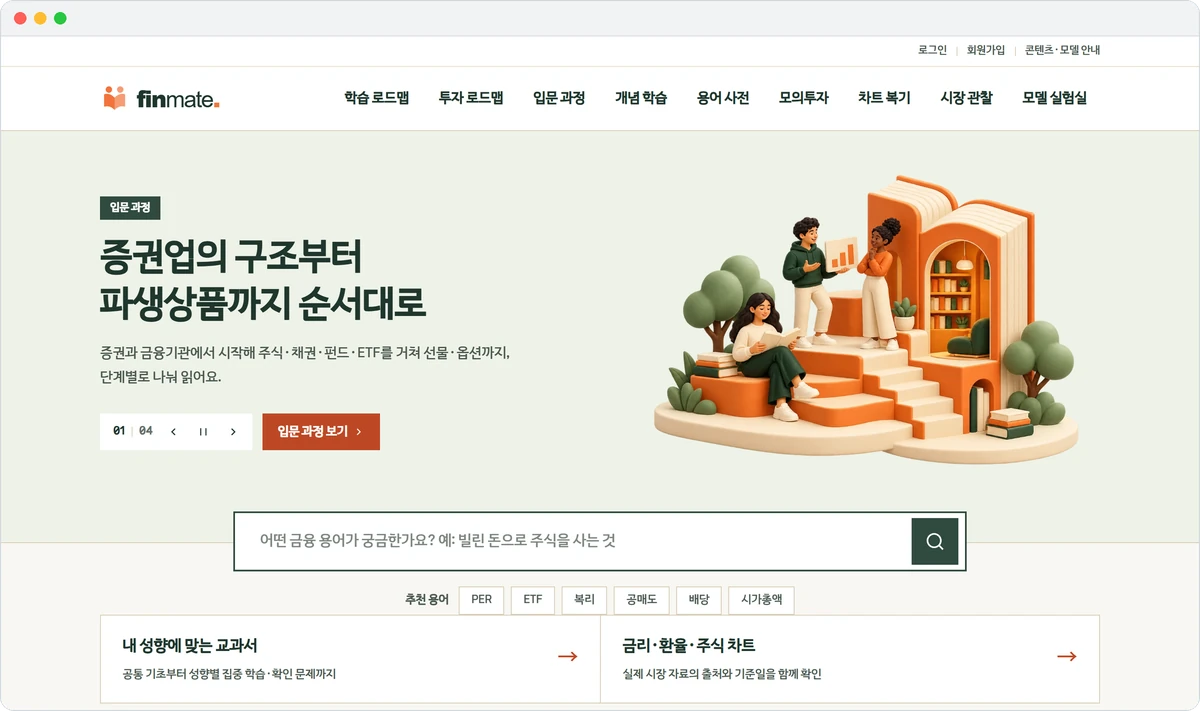 로그인 | 회원가입 | 콘텐츠·모델 안내
finmate.
학습 로드맵 투자 로드맵 입문 과정 개념 학습 용어 사전 모의투자 차트 복기 시장 관찰 모델 실험실
입문 과정
증권업의 구조부터
파생상품까지 순서대로
증권과 금융기관에서 시작해 주식·채권·펀드·ETF를 거쳐 선물·옵션까지,
단계별로 나눠 읽어요.
01 | 04
입문 과정 보기
어떤 금융 용어가 궁금한가요? 예: 빌린 돈으로 주식을 사는 것
추천 용어 PER ETF 복리 공매도 배당 시가총액
내 성향에 맞는 교과서
공통 기초부터 성향별 집중 학습·확인 문제까지
금리·환율·주식 차트
실제 시장 자료의 출처와 기준일을 함께 확인